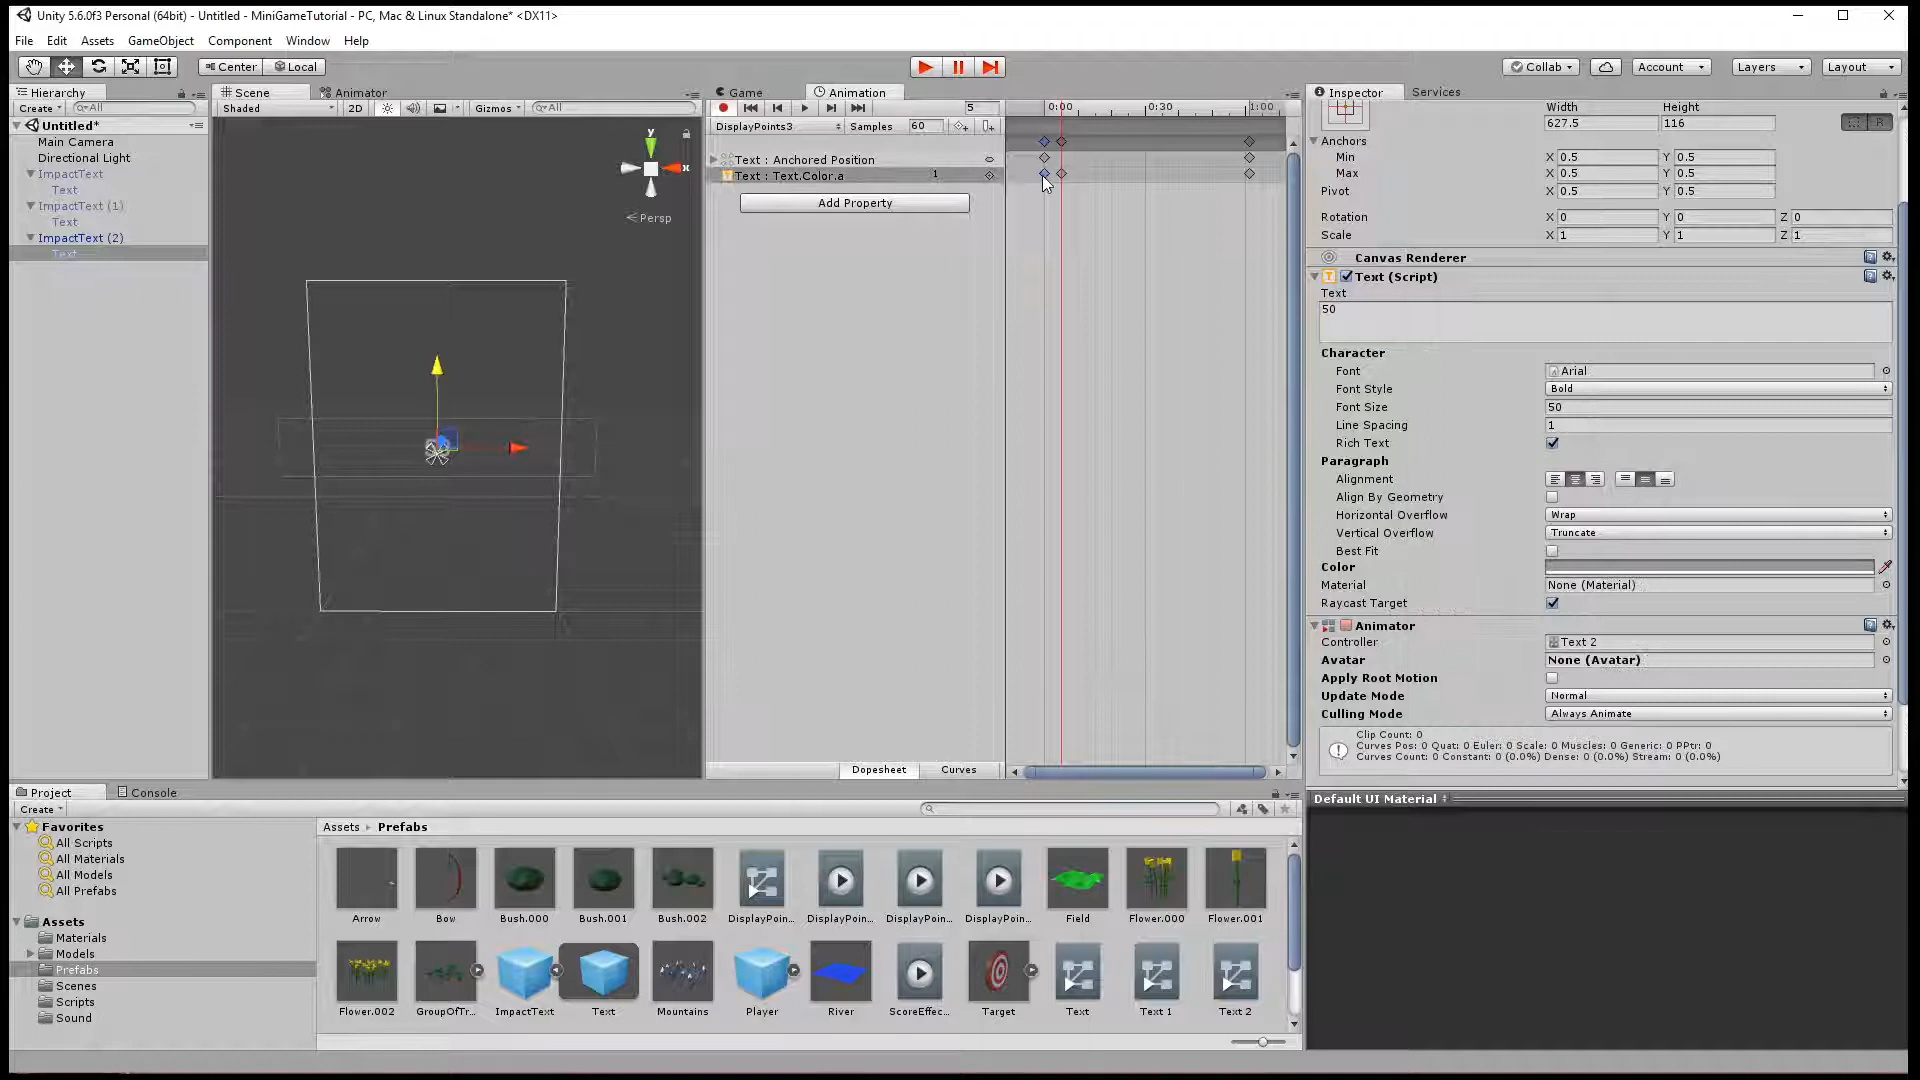 Unity 5.6.0f3 Personal (64bit) - Untitled - MiniGameTutorial - PC, Mac & Linux Standalone* <DX11>
File Edit Assets GameObject Component Window Help
Center Local Collab Account Layers Layout
Hierarchy Scene Animator Game Animation Inspector Services
Create All Shaded 2D Gizmos All 5 0:00 0:30 1:00 Width Height
Untitled* DisplayPoints3 Samples 60 627.5 116
Main Camera
Directional Light
ImpactText
Text
ImpactText (1)
Text
ImpactText (2)
Text
y
x
Persp
Text : Anchored Position
Text : Text.Color.a 1
Add Property
Dopesheet Curves
Anchors
Min X 0.5 Y 0.5
Max X 0.5 Y 0.5
Pivot X 0.5 Y 0.5
Rotation X 0 Y 0 Z 0
Scale X 1 Y 1 Z 1
Canvas Renderer
Text (Script)
Text
50
Character
Font Arial
Font Style Bold
Font Size 50
Line Spacing 1
Rich Text
Paragraph
Alignment
Align By Geometry
Horizontal Overflow Wrap
Vertical Overflow Truncate
Best Fit
Color
Material None (Material)
Raycast Target
Animator
Controller Text 2
Avatar None (Avatar)
Apply Root Motion
Update Mode Normal
Culling Mode Always Animate
Clip Count: 0
Curves Pos: 0 Quat: 0 Euler: 0 Scale: 0 Muscles: 0 Generic: 0 PPtr: 0
Curves Count: 0 Constant: 0 (0.0%) Dense: 0 (0.0%) Stream: 0 (0.0%)
Default UI Material
Project Console
Create
Favorites
All Scripts
All Materials
All Models
All Prefabs
Assets
Materials
Models
Prefabs
Scenes
Scripts
Sound
Assets Prefabs
Arrow Bow Bush.000 Bush.001 Bush.002 DisplayPoin... DisplayPoin... DisplayPoin... DisplayPoin... Field Flower.000 Flower.001
Flower.002 GroupOfTr... ImpactText Text Mountains Player River ScoreEffec... Target Text Text 1 Text 2